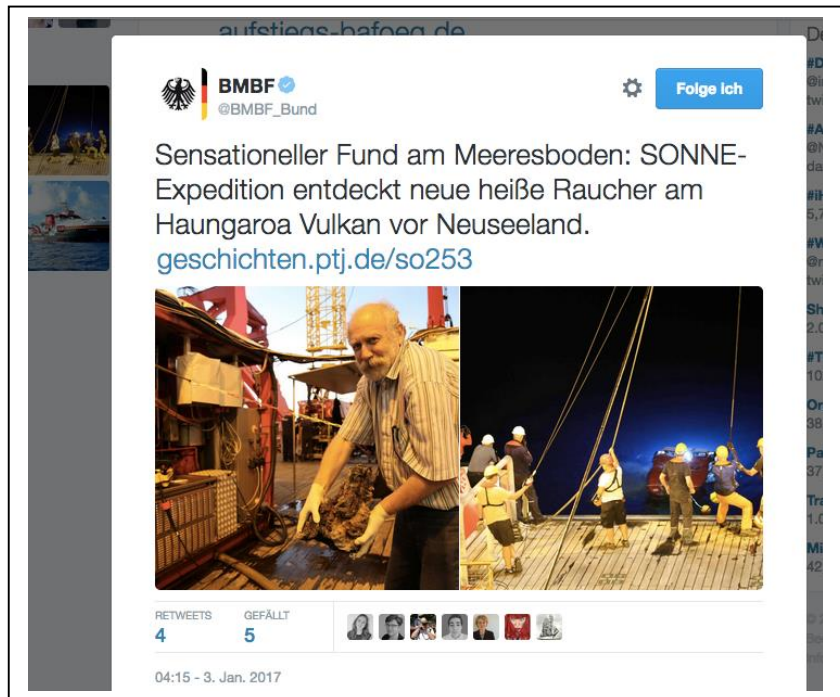 aufstiegs-bafoeg.de
BMBF
@BMBF_Bund
Folge ich
Sensationeller Fund am Meeresboden: SONNE-
Expedition entdeckt neue heiße Raucher am
Haungaroa Vulkan vor Neuseeland.
geschichten.ptj.de/so253
RETWEETS
GEFÄLLT
4
5
04:15 - 3. Jan. 2017